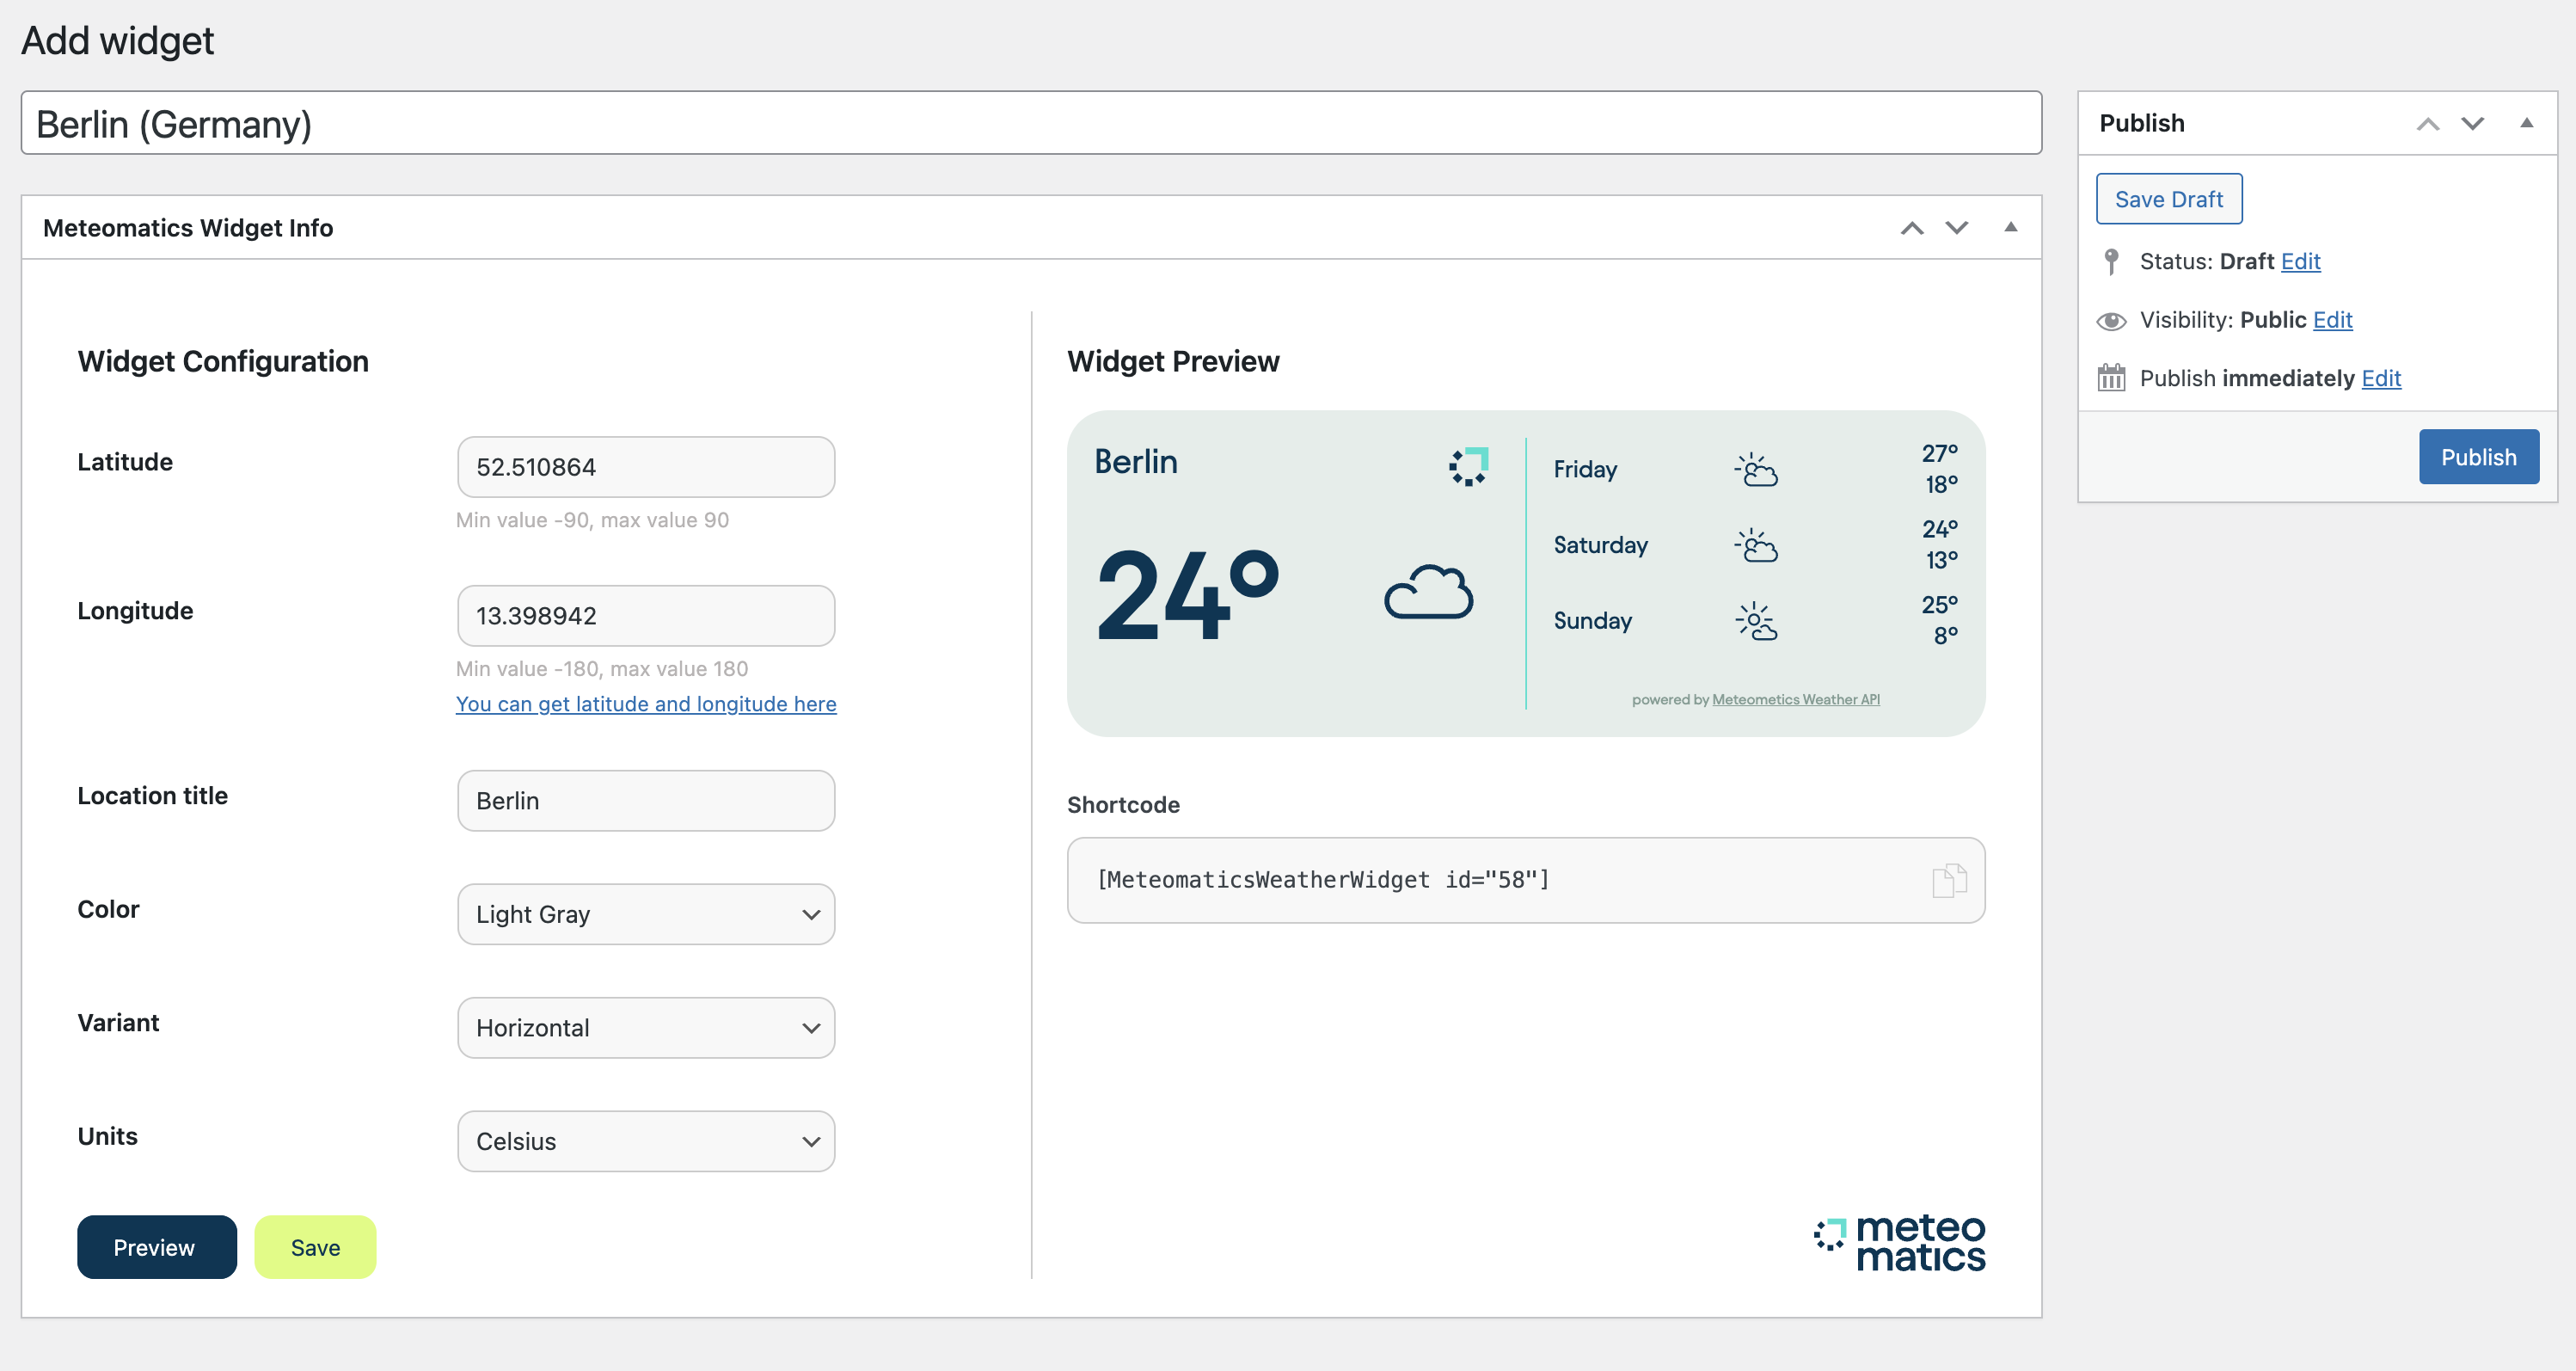 Add widget
Berlin (Germany)
Meteomatics Widget Info
Widget Configuration
Latitude
52.510864
Min value -90, max value 90
Longitude
13.398942
Min value -180, max value 180
You can get latitude and longitude here
Location title
Berlin
Color
Light Gray
Variant
Horizontal
Units
Celsius
Preview
Save
Widget Preview
Berlin
24°
Friday
27°
18°
Saturday
24°
13°
Sunday
25°
8°
powered by Meteometics Weather API
Shortcode
[MeteomaticsWeatherWidget id="58"]
meteo
matics
Publish
Save Draft
Status: Draft Edit
Visibility: Public Edit
Publish immediately Edit
Publish